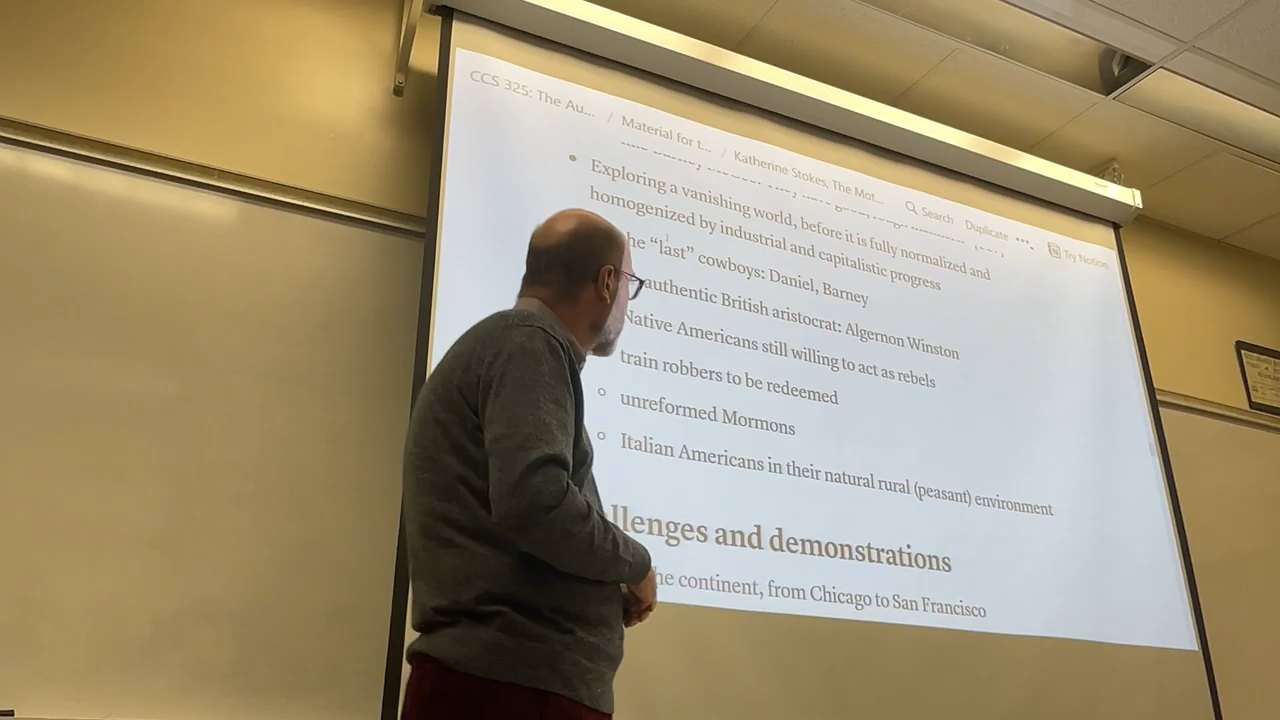 CCS 325: The Au... / Material for t... / Katherine Stokes, The Mot...
Search Duplicate ••• Try Notion
• Exploring a vanishing world, before it is fully normalized and
homogenized by industrial and capitalistic progress
he “last” cowboys: Daniel, Barney
authentic British aristocrat: Algernon Winston
Native Americans still willing to act as rebels
train robbers to be redeemed
○ unreformed Mormons
○ Italian Americans in their natural rural (peasant) environment
llenges and demonstrations
he continent, from Chicago to San Francisco